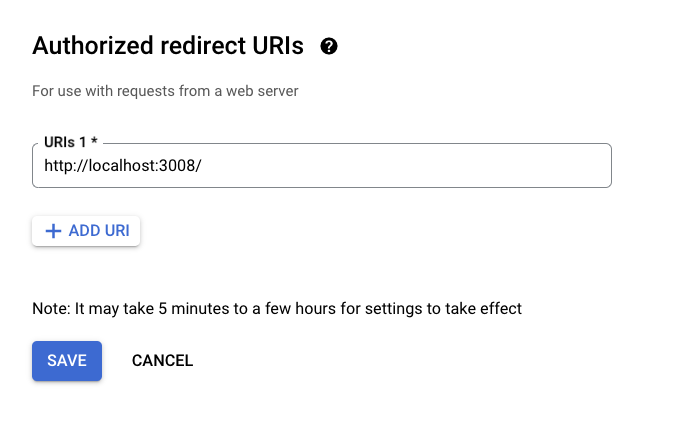 Authorized redirect URIs ?
For use with requests from a web server
URIs 1 *
http://localhost:3008/
+ ADD URI
Note: It may take 5 minutes to a few hours for settings to take effect
SAVE CANCEL